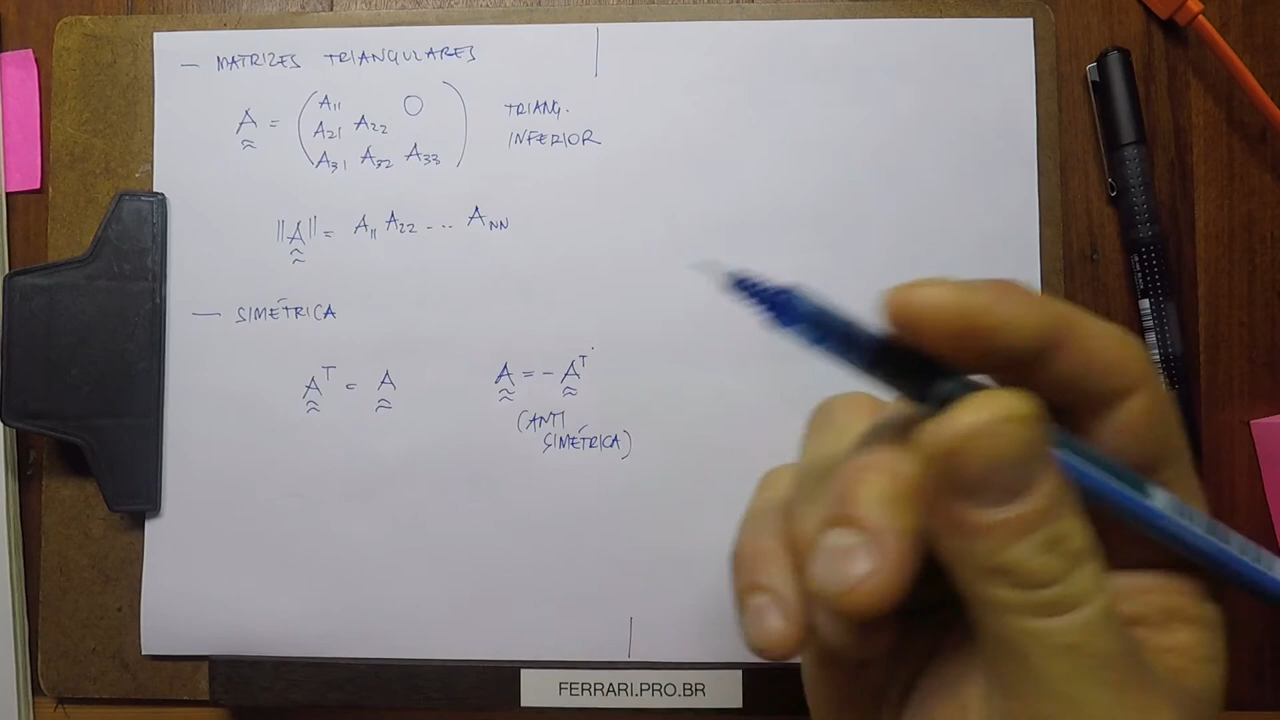 — MATRIZES TRIANGULARES
A = ( A11 0
A21 A22
A31 A32 A33 )
TRIANG.
INFERIOR
||A|| = A11 A22 --- ANN
— SIMÉTRICA
A^T = A
A = - A^T
(ANTI
SIMÉTRICA)
FERRARI.PRO.BR